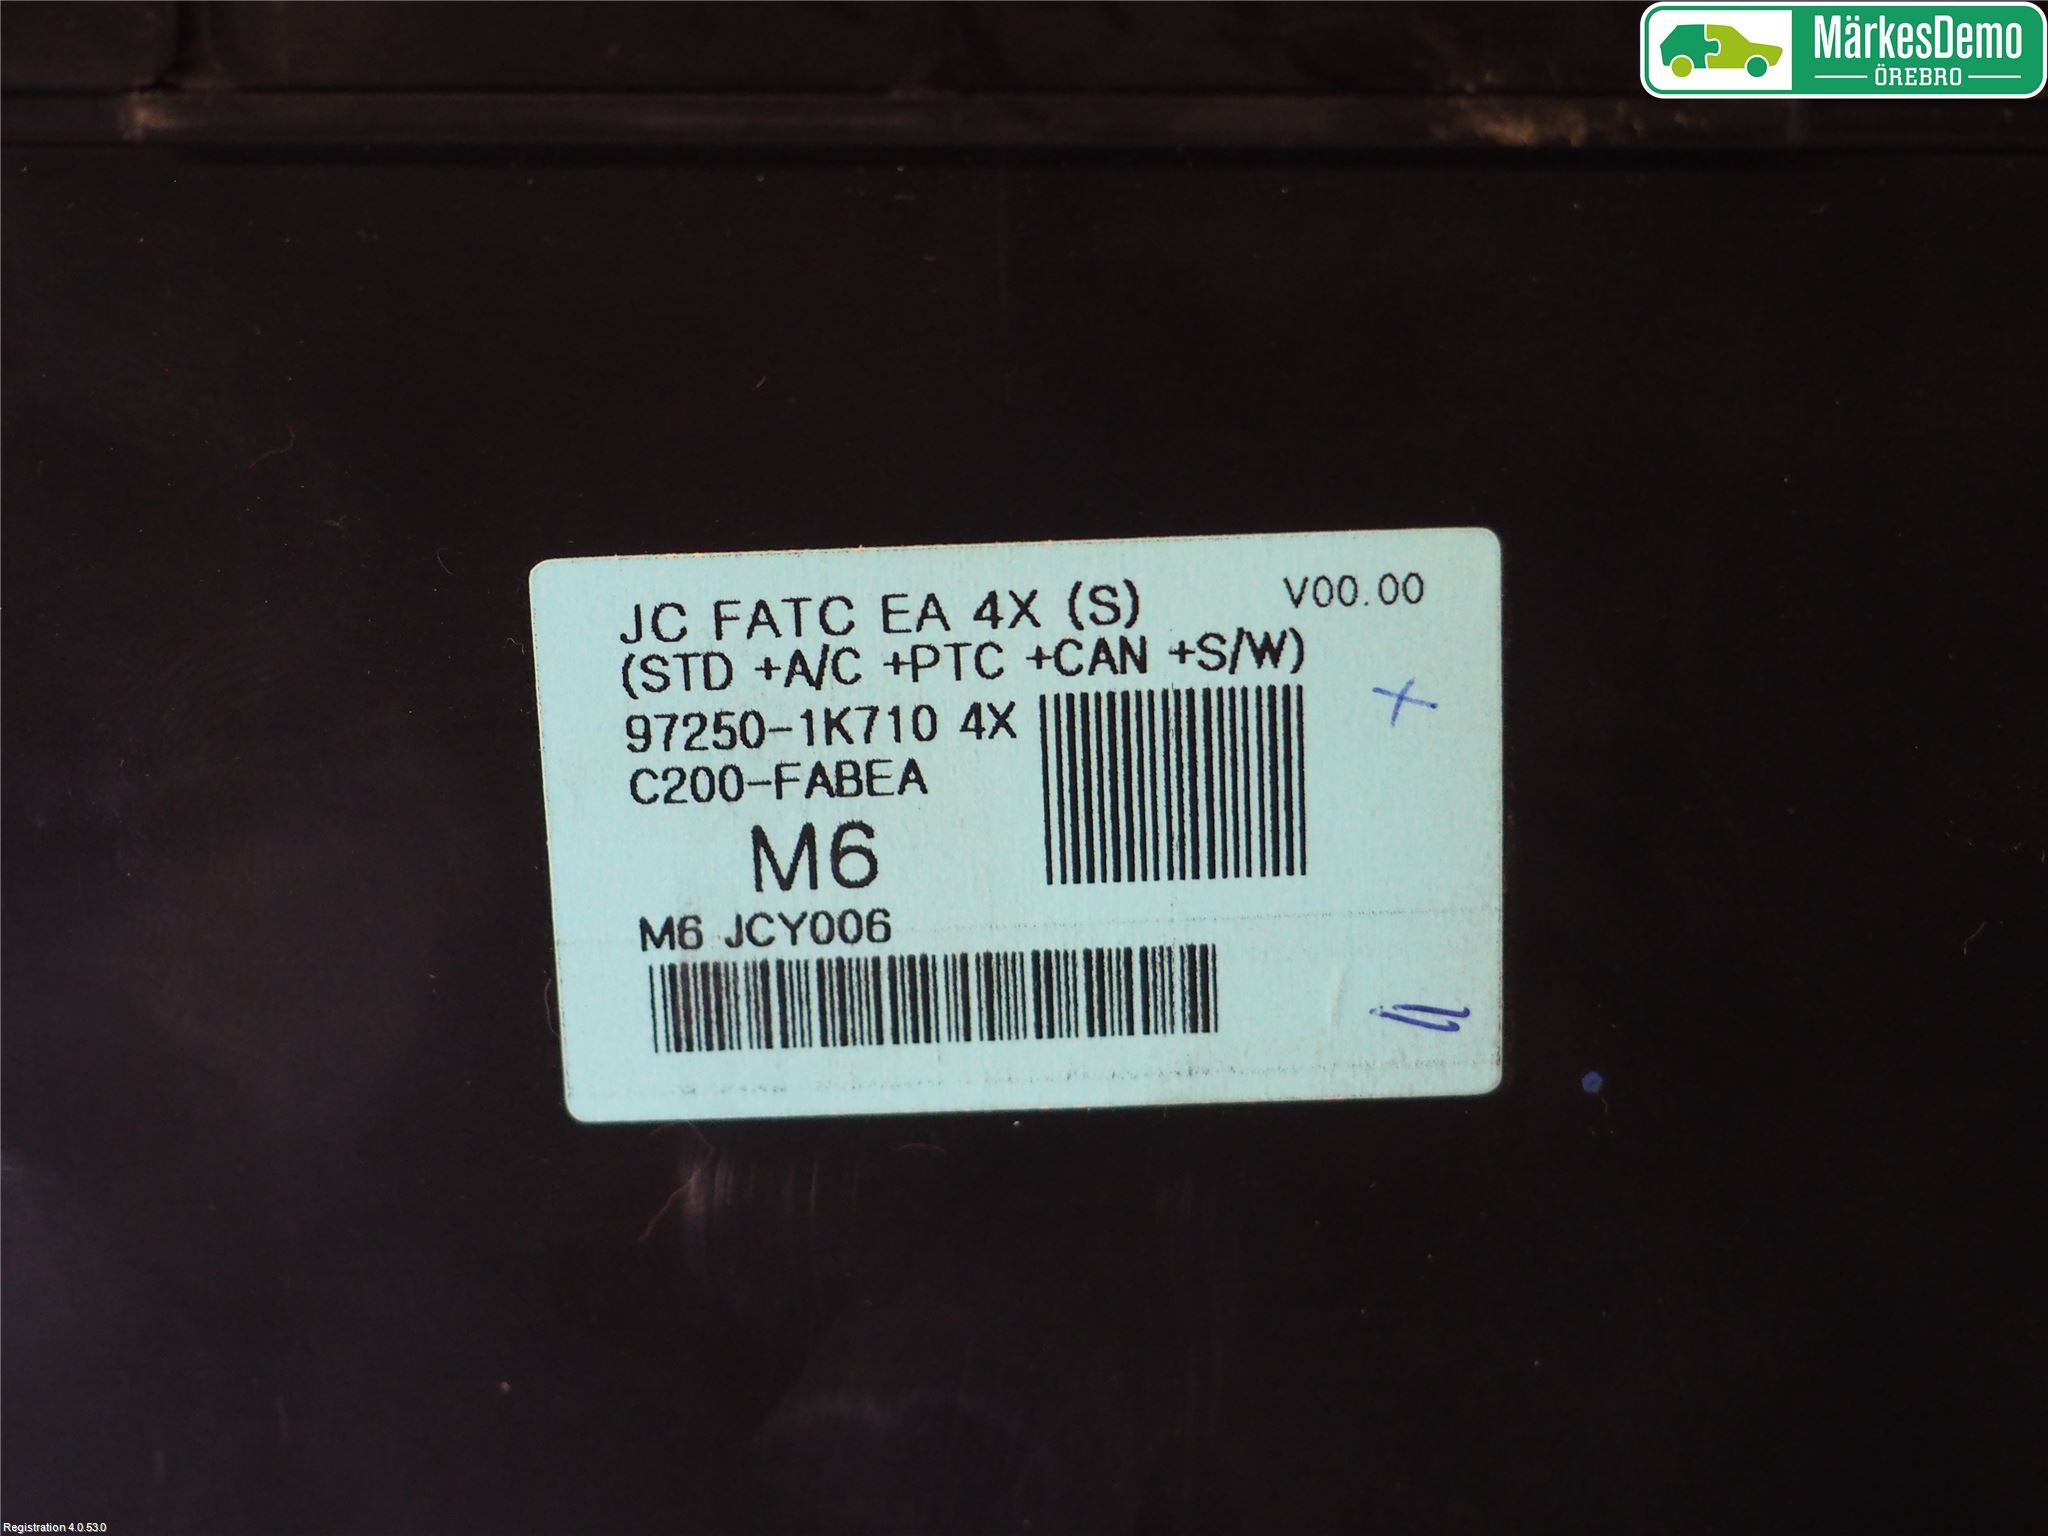 MärkesDemo
ÖREBRO
JC FATC EA 4X (S)
V00.00
(STD +A/C +PTC +CAN +S/W)
97250-1K710 4X
C200-FABEA
M6
M6 JCY006
Registration 4.0.53.0